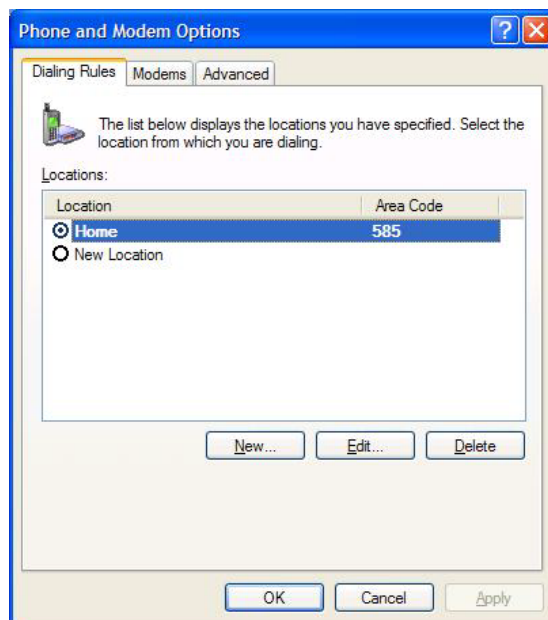 Phone and Modem Options
Dialing Rules Modems Advanced
The list below displays the locations you have specified. Select the
location from which you are dialing.
Locations:
Location Area Code
Home 585
New Location
New... Edit... Delete
OK Cancel Apply